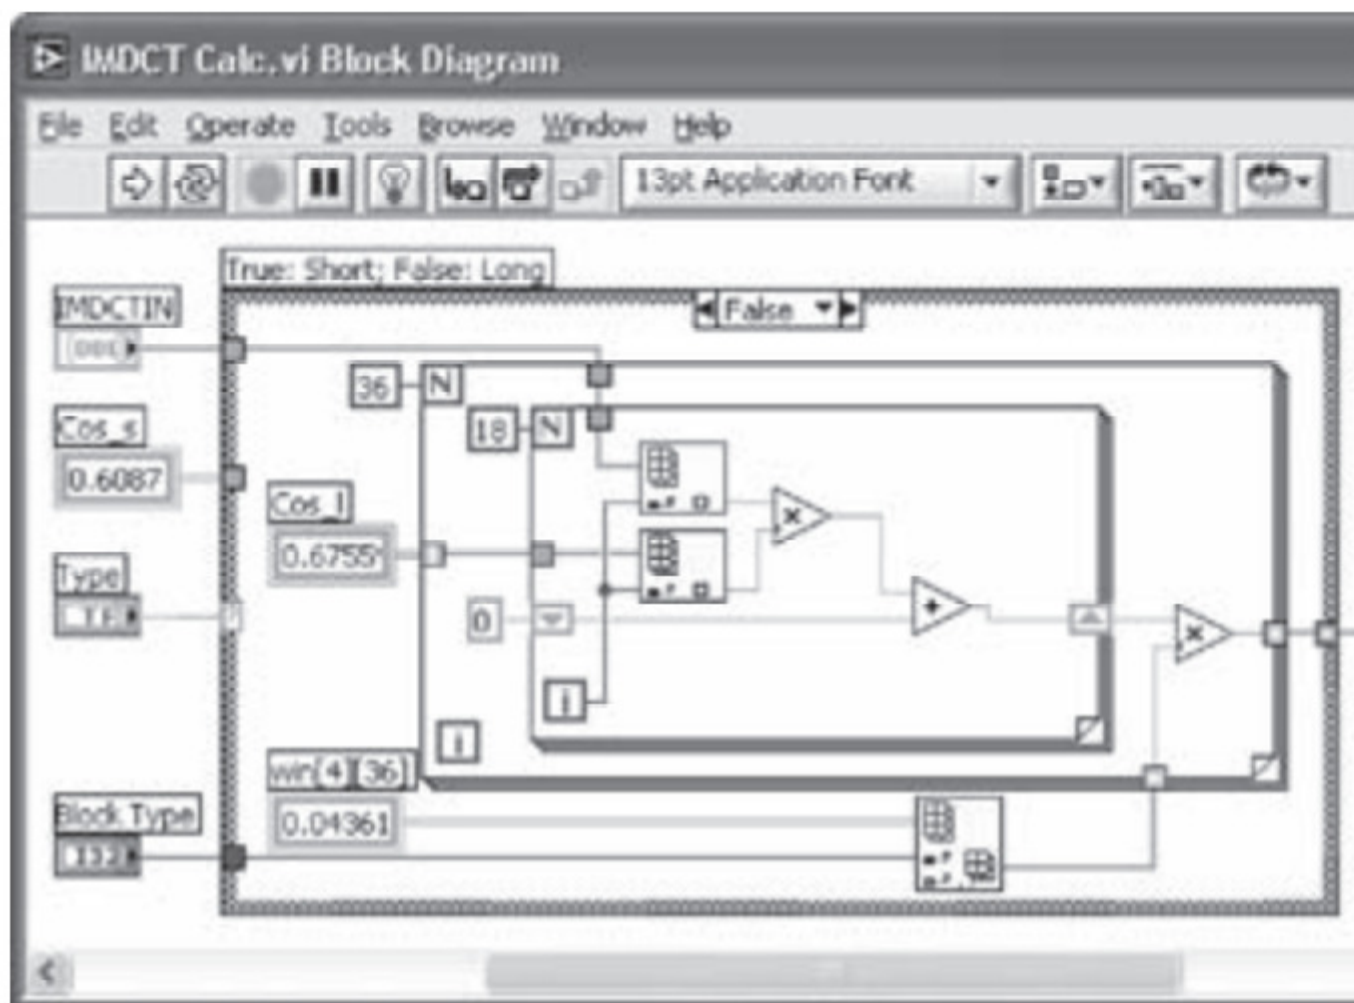 IMDCT Calc.vi Block Diagram
File Edit Operate Tools Browse Window Help
13pt Application Font
True: Short; False: Long
IMDCTIN
False
36 N
Cos_s
18 N
0.6087
Cos_l
0.6755
Type
TF
0
i
i
win[4][36]
Block Type
0.04361
I32